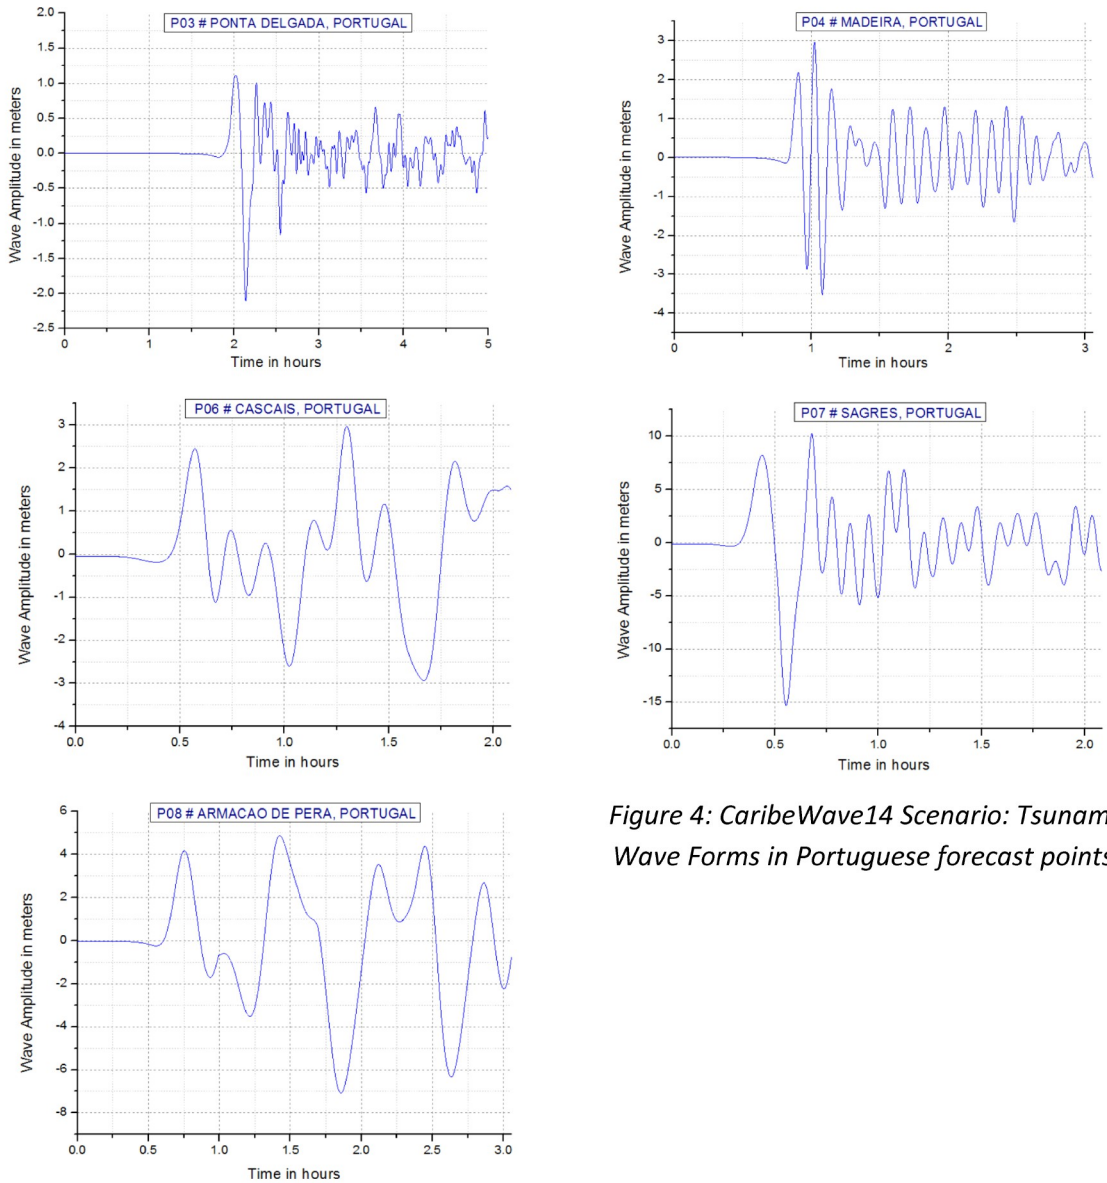 P03 # PONTA DELGADA, PORTUGAL
Wave Amplitude in meters
2.0
1.5
1.0
0.5
0.0
-0.5
-1.0
-1.5
-2.0
-2.5
0 1 2 3 4 5
Time in hours
P04 # MADEIRA, PORTUGAL
Wave Amplitude in meters
3
2
1
0
-1
-2
-3
-4
0 1 2 3
Time in hours
P06 # CASCAIS, PORTUGAL
Wave Amplitude in meters
3
2
1
0
-1
-2
-3
-4
0.0 0.5 1.0 1.5 2.0
Time in hours
P07 # SAGRES, PORTUGAL
Wave Amplitude in meters
10
5
0
-5
-10
-15
0.0 0.5 1.0 1.5 2.0
Time in hours
P08 # ARMACAO DE PERA, PORTUGAL
Wave Amplitude in meters
6
4
2
0
-2
-4
-6
-8
0.0 0.5 1.0 1.5 2.0 2.5 3.0
Time in hours
Figure 4: CaribeWave14 Scenario: Tsunam
Wave Forms in Portuguese forecast points